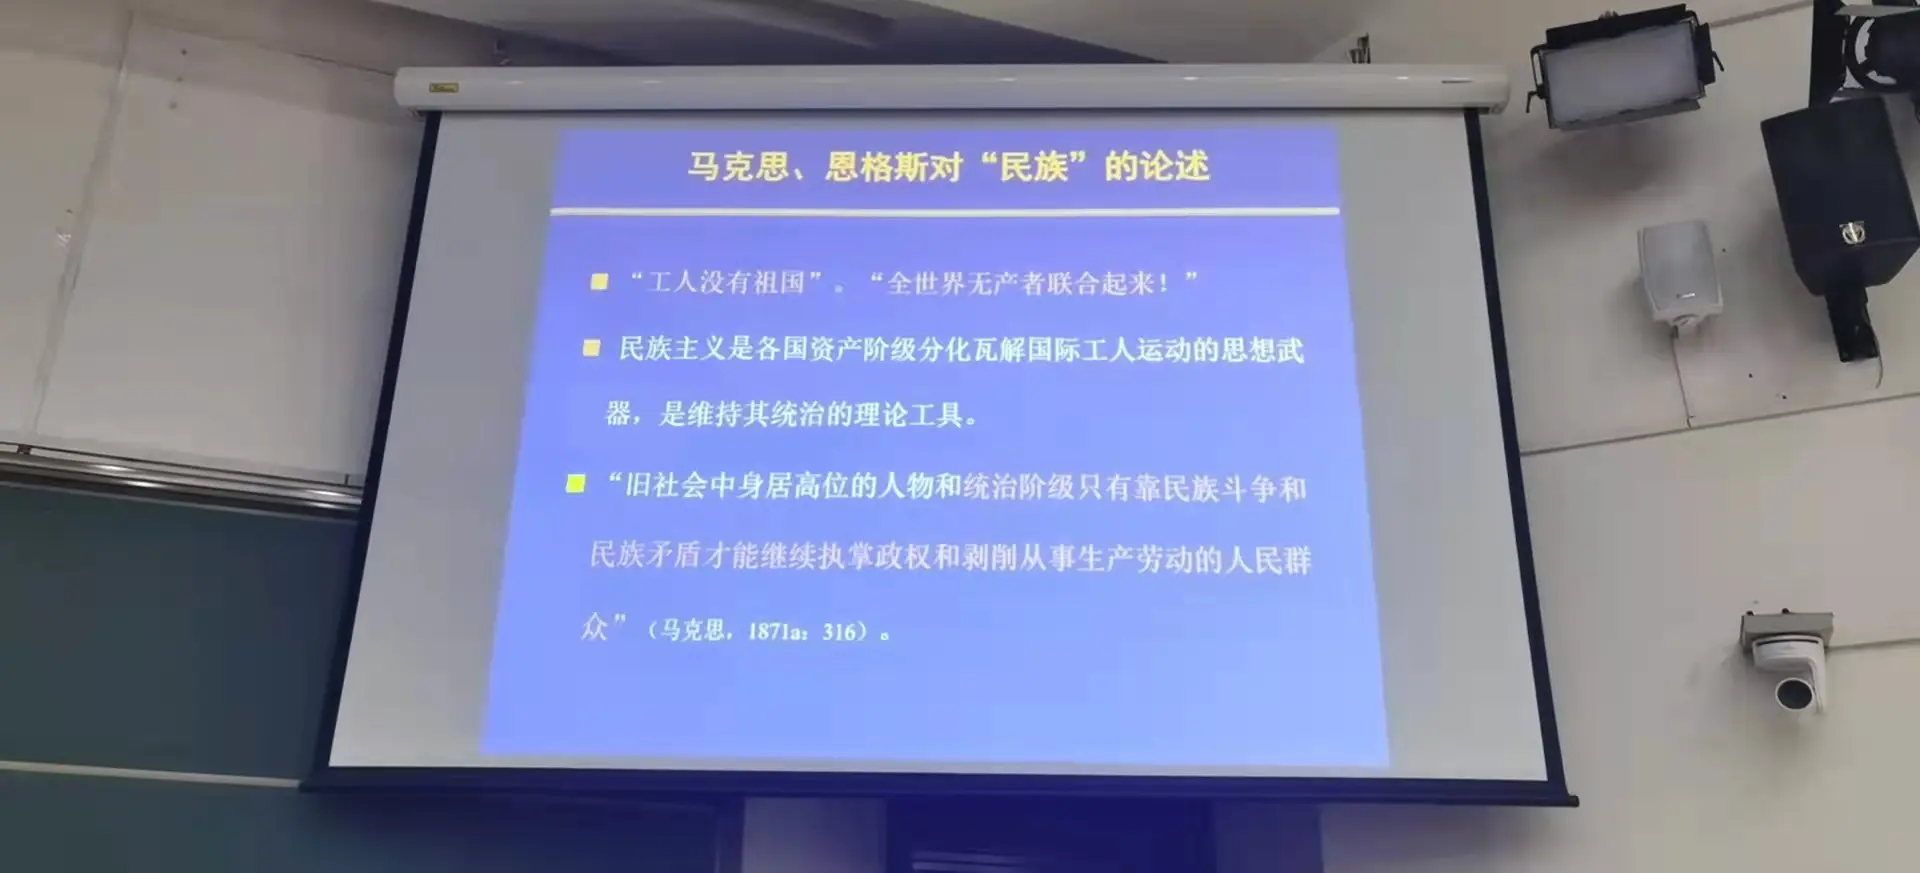 马克思、恩格斯对“民族”的论述
“工人没有祖国”。“全世界无产者联合起来！”
民族主义是各国资产阶级分化瓦解国际工人运动的思想武
器，是维持其统治的理论工具。
“旧社会中身居高位的人物和统治阶级只有靠民族斗争和
民族矛盾才能继续执掌政权和剥削从事生产劳动的人民群
众”（马克思，1871a：316）。